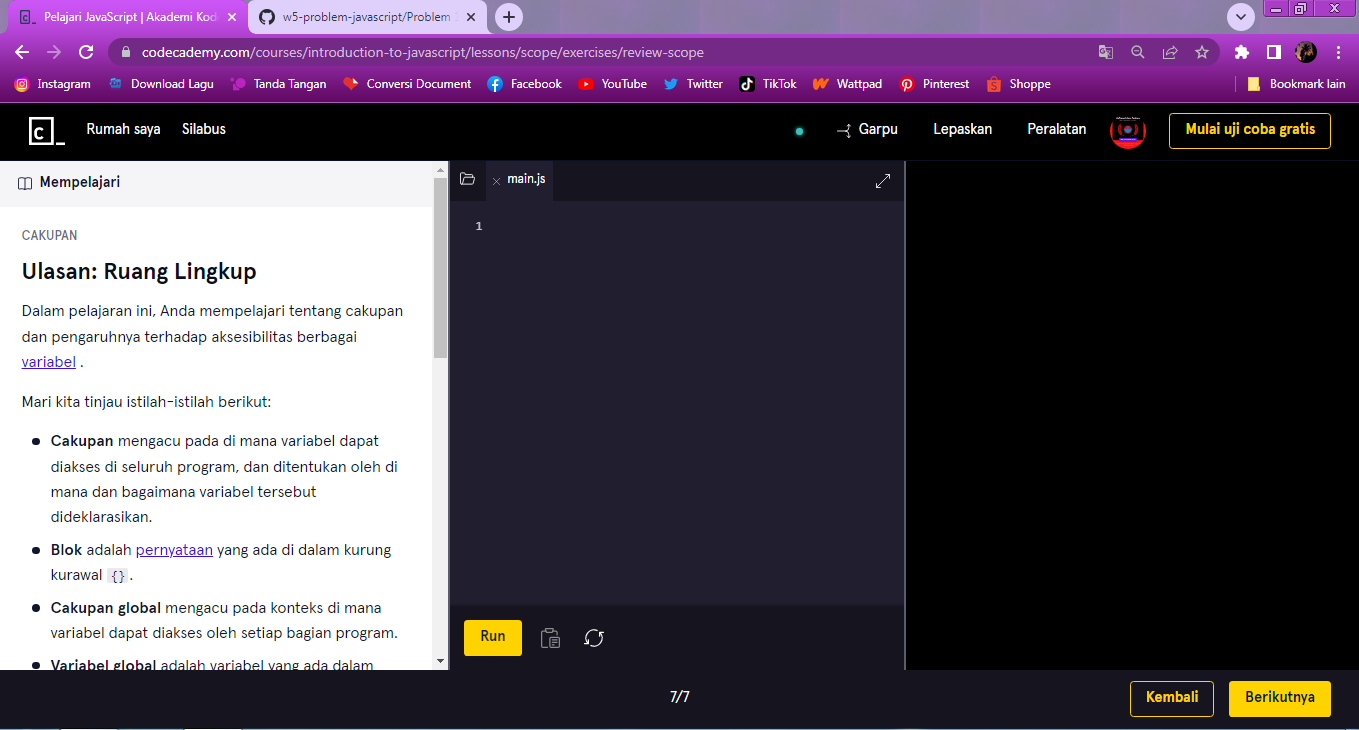 Pelajari JavaScript | Akademi Kod
w5-problem-javascript/Problem
codecademy.com/courses/introduction-to-javascript/lessons/scope/exercises/review-scope
Instagram Download Lagu Tanda Tangan Conversi Document Facebook YouTube Twitter TikTok Wattpad Pinterest Shoppe Bookmark lain
Rumah saya Silabus Garpu Lepaskan Peralatan Mulai uji coba gratis
Mempelajari
CAKUPAN
Ulasan: Ruang Lingkup
Dalam pelajaran ini, Anda mempelajari tentang cakupan
dan pengaruhnya terhadap aksesibilitas berbagai
variabel .
Mari kita tinjau istilah-istilah berikut:
Cakupan mengacu pada di mana variabel dapat
diakses di seluruh program, dan ditentukan oleh di
mana dan bagaimana variabel tersebut
dideklarasikan.
Blok adalah pernyataan yang ada di dalam kurung
kurawal {}.
Cakupan global mengacu pada konteks di mana
variabel dapat diakses oleh setiap bagian program.
Variabel global adalah variabel yang ada dalam
main.js
1
Run
7/7
Kembali
Berikutnya